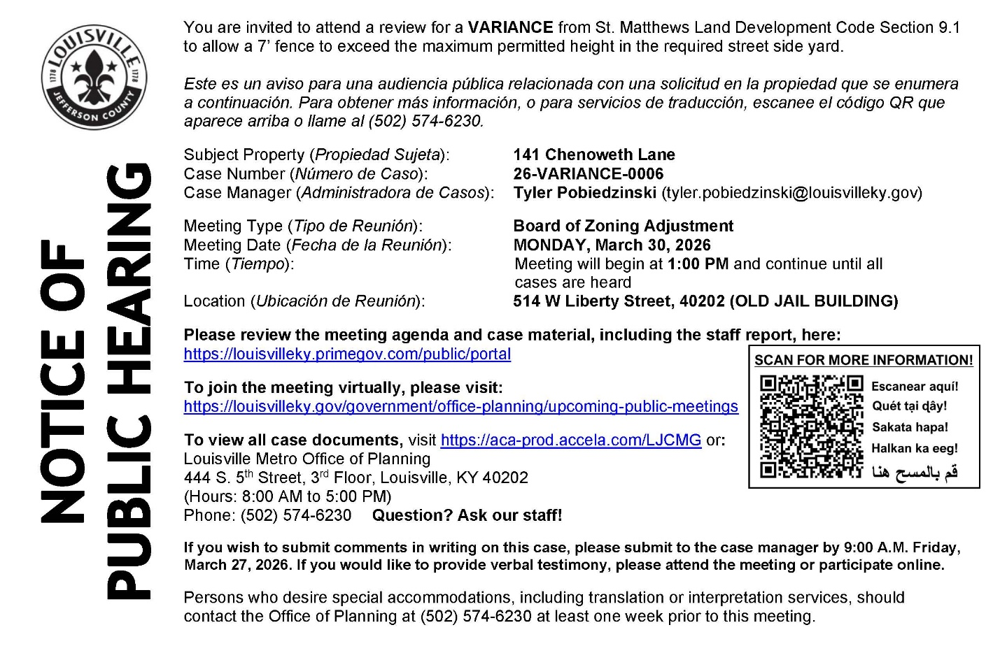 LOUISVILLE
1778 1778
JEFFERSON COUNTY
NOTICE OF
PUBLIC HEARING
You are invited to attend a review for a VARIANCE from St. Matthews Land Development Code Section 9.1
to allow a 7’ fence to exceed the maximum permitted height in the required street side yard.
Este es un aviso para una audiencia pública relacionada con una solicitud en la propiedad que se enumera
a continuación. Para obtener más información, o para servicios de traducción, escanee el código QR que
aparece arriba o llame al (502) 574-6230.
Subject Property (Propiedad Sujeta): 141 Chenoweth Lane
Case Number (Número de Caso): 26-VARIANCE-0006
Case Manager (Administradora de Casos): Tyler Pobiedzinski (tyler.pobiedzinski@louisvilleky.gov)
Meeting Type (Tipo de Reunión): Board of Zoning Adjustment
Meeting Date (Fecha de la Reunión): MONDAY, March 30, 2026
Time (Tiempo): Meeting will begin at 1:00 PM and continue until all
cases are heard
Location (Ubicación de Reunión): 514 W Liberty Street, 40202 (OLD JAIL BUILDING)
Please review the meeting agenda and case material, including the staff report, here:
https://louisvilleky.primegov.com/public/portal
To join the meeting virtually, please visit:
https://louisvilleky.gov/government/office-planning/upcoming-public-meetings
To view all case documents, visit https://aca-prod.accela.com/LJCMG or:
Louisville Metro Office of Planning
444 S. 5th Street, 3rd Floor, Louisville, KY 40202
(Hours: 8:00 AM to 5:00 PM)
Phone: (502) 574-6230 Question? Ask our staff!
SCAN FOR MORE INFORMATION!
Escanear aquí!
Quét tại đây!
Sakata hapa!
Halkan ka eeg!
قم بالمسح هنا
If you wish to submit comments in writing on this case, please submit to the case manager by 9:00 A.M. Friday,
March 27, 2026. If you would like to provide verbal testimony, please attend the meeting or participate online.
Persons who desire special accommodations, including translation or interpretation services, should
contact the Office of Planning at (502) 574-6230 at least one week prior to this meeting.